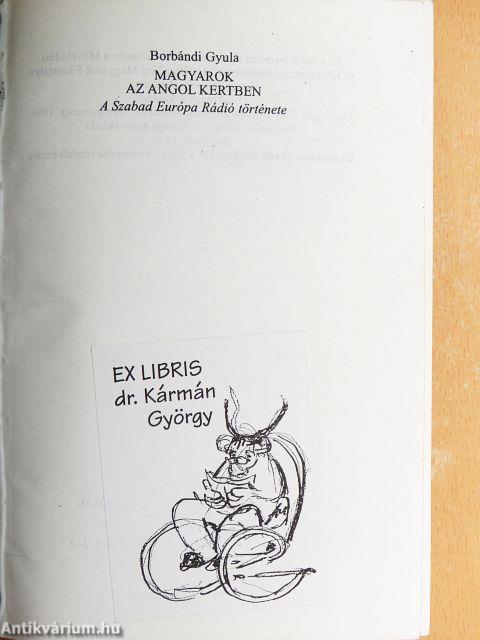 Borbándi Gyula
MAGYAROK
AZ ANGOL KERTBEN
A Szabad Európa Rádió története
EX LIBRIS
dr. Kármán
György
Antikvárium.hu